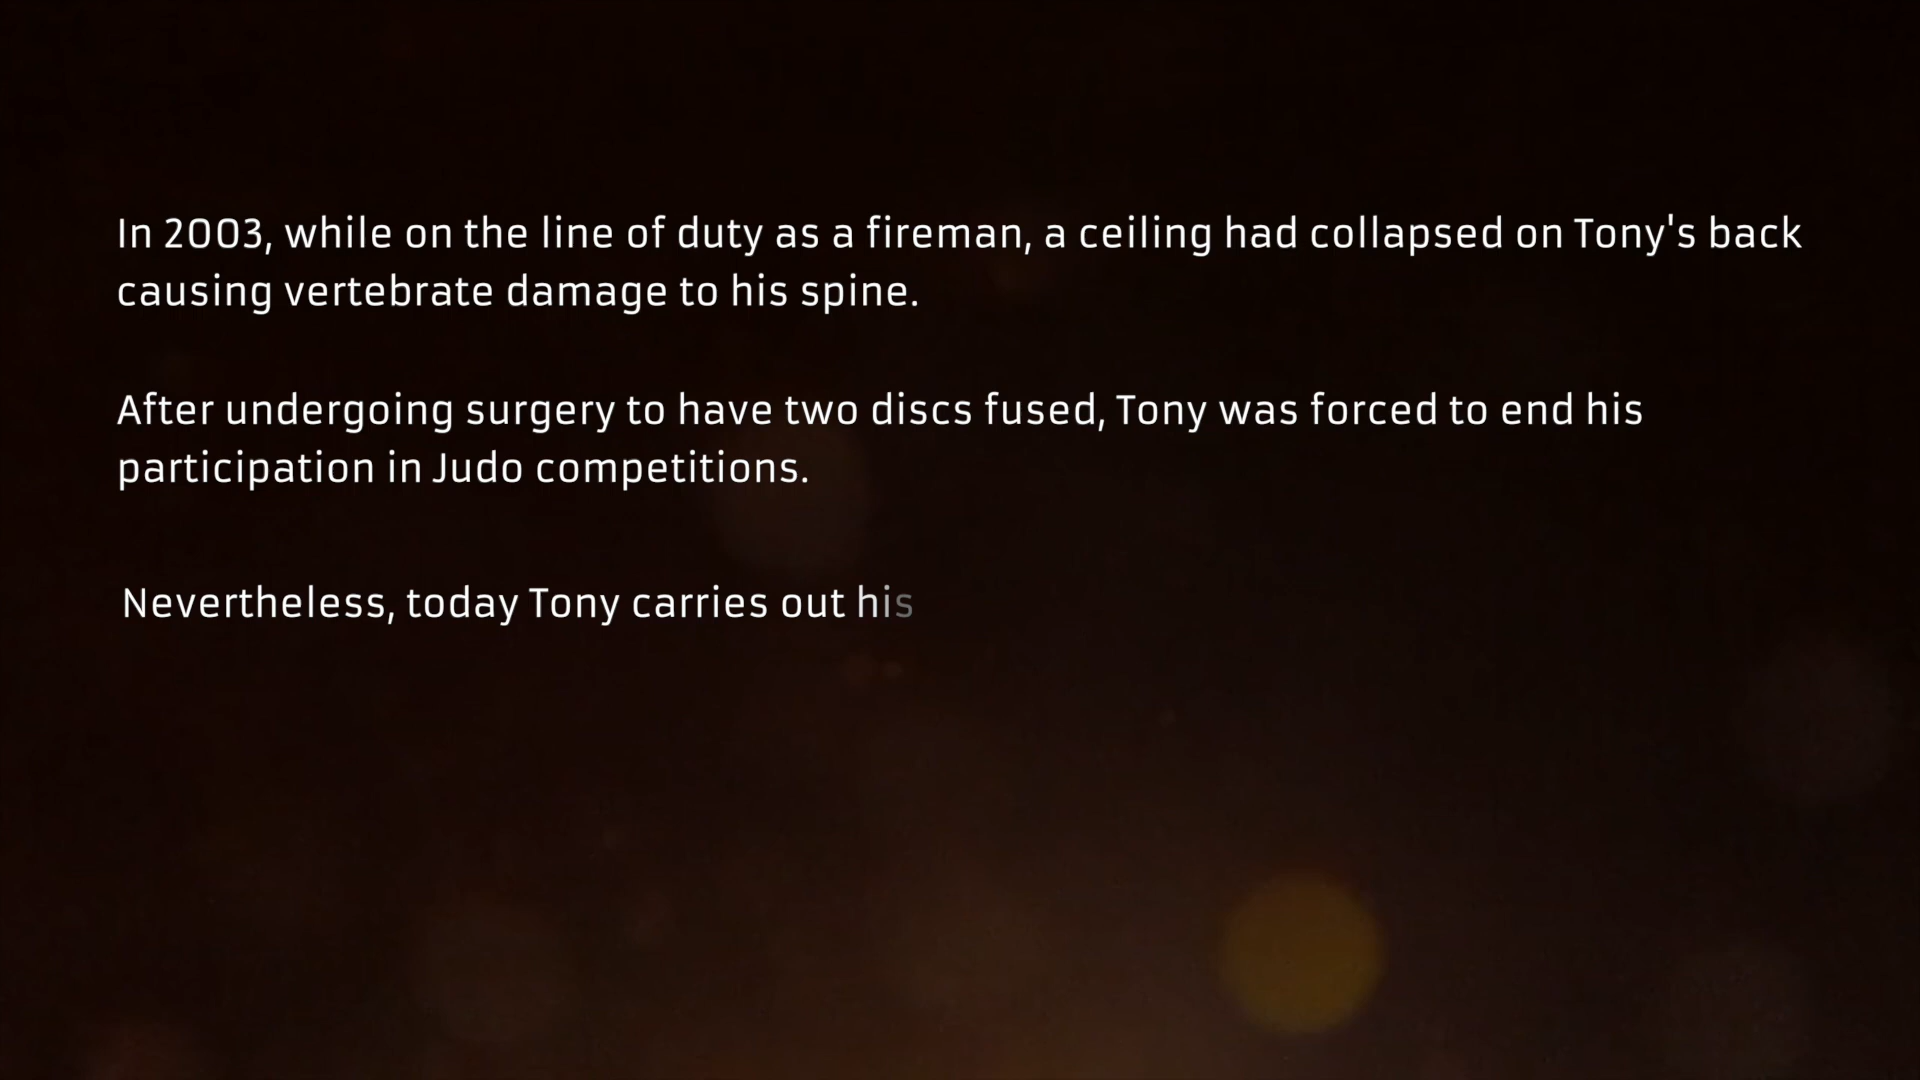 In 2003, while on the line of duty as a fireman, a ceiling had collapsed on Tony's back
causing vertebrate damage to his spine.
After undergoing surgery to have two discs fused, Tony was forced to end his
participation in Judo competitions.
Nevertheless, today Tony carries out his